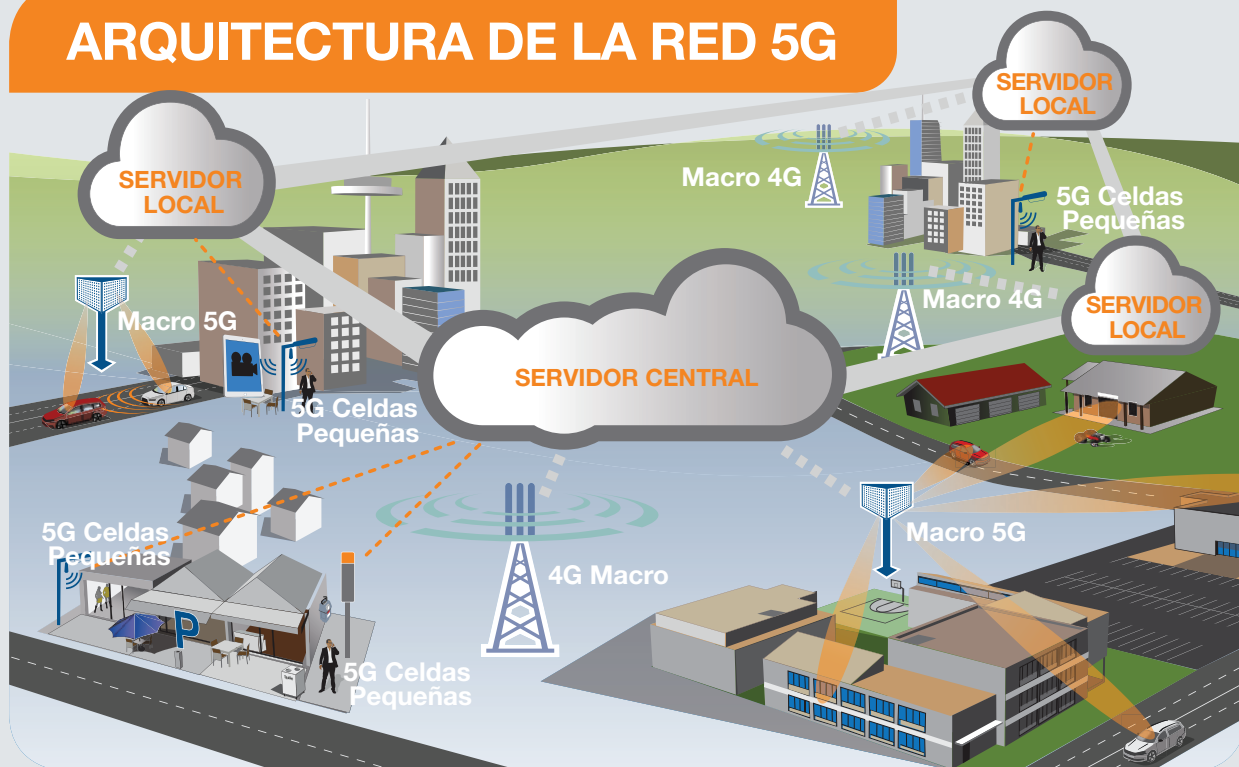 ARQUITECTURA DE LA RED 5G
SERVIDOR
LOCAL
SERVIDOR
LOCAL
Macro 4G
5G Celdas
Pequeñas
Macro 4G
SERVIDOR
LOCAL
Macro 5G
SERVIDOR CENTRAL
5G Celdas
Pequeñas
5G Celdas
Pequeñas
Macro 5G
4G Macro
P
5G Celdas
Pequeñas